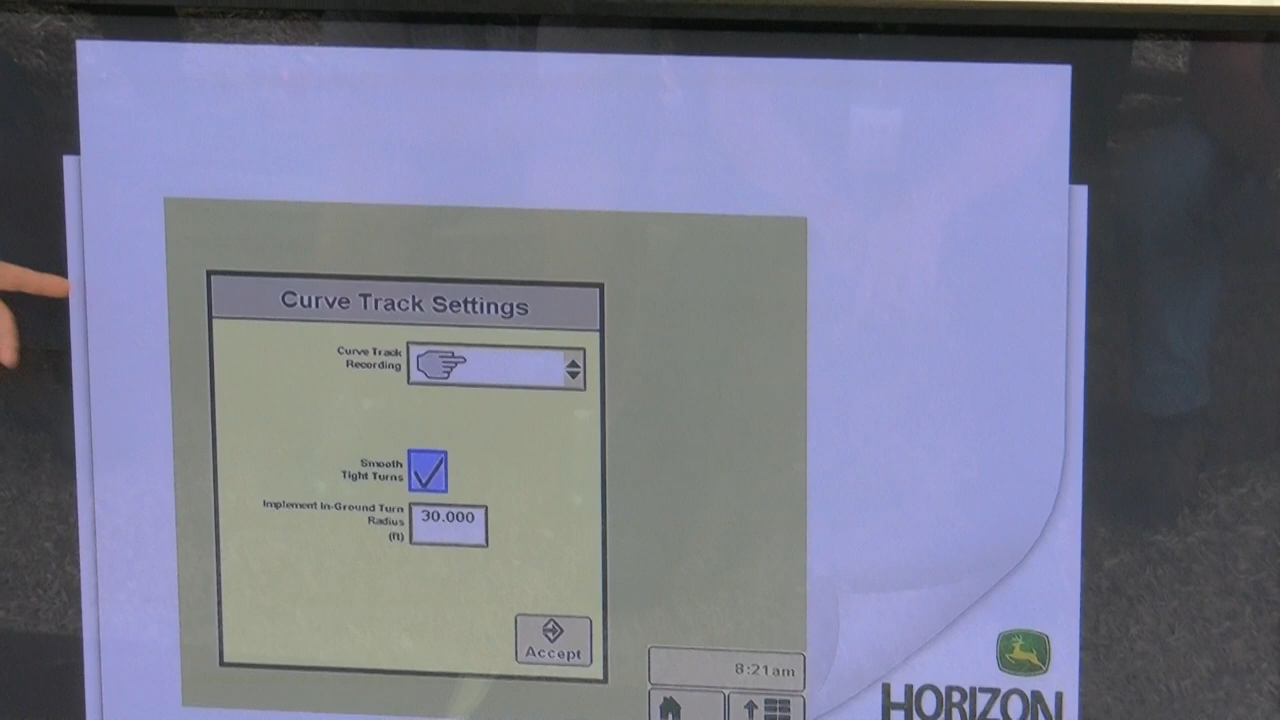 Curve Track Settings
Curve Track
Recording
Smooth
Tight Turns
Implement In-Ground Turn
Radius
(ft)
30.000
Accept
8:21am
HORIZON